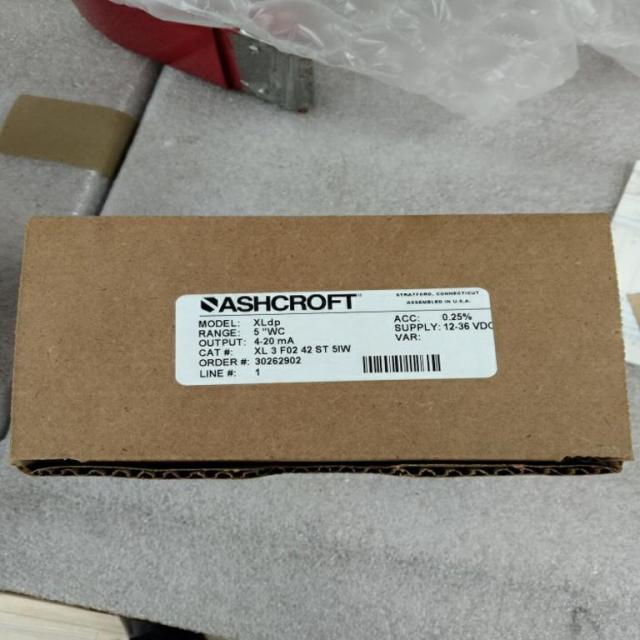 ASHCROFT
STRATFORD, CONNECTICUT
ASSEMBLED IN U.S.A.
MODEL: XLdp
RANGE: 5 "WC
OUTPUT: 4-20 mA
CAT #: XL 3 F02 42 ST 5IW
ORDER #: 30262902
LINE #: 1
ACC: 0.25%
SUPPLY: 12-36 VDC
VAR: